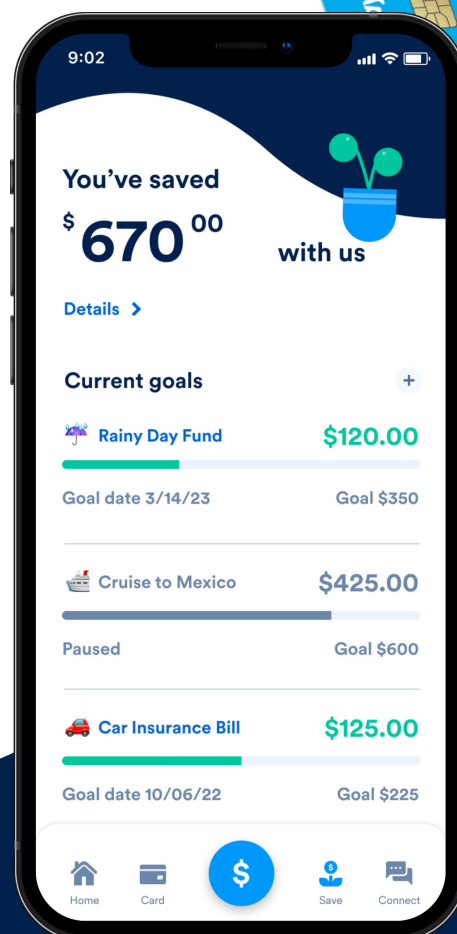 9:02
You've saved
$670 00
with us
Details >
Current goals
+
Rainy Day Fund $120.00
Goal date 3/14/23 Goal $350
Cruise to Mexico $425.00
Paused Goal $600
Car Insurance Bill $125.00
Goal date 10/06/22 Goal $225
$
Home Card Save Connect